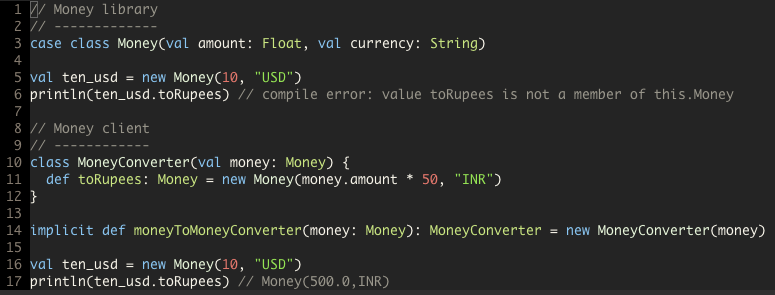 1 // Money library
2 // -------------
3 case class Money(val amount: Float, val currency: String)
4
5 val ten_usd = new Money(10, "USD")
6 println(ten_usd.toRupees) // compile error: value toRupees is not a member of this.Money
7
8 // Money client
9 // ------------
10 class MoneyConverter(val money: Money) {
11   def toRupees: Money = new Money(money.amount * 50, "INR")
12 }
13
14 implicit def moneyToMoneyConverter(money: Money): MoneyConverter = new MoneyConverter(money)
15
16 val ten_usd = new Money(10, "USD")
17 println(ten_usd.toRupees) // Money(500.0,INR)